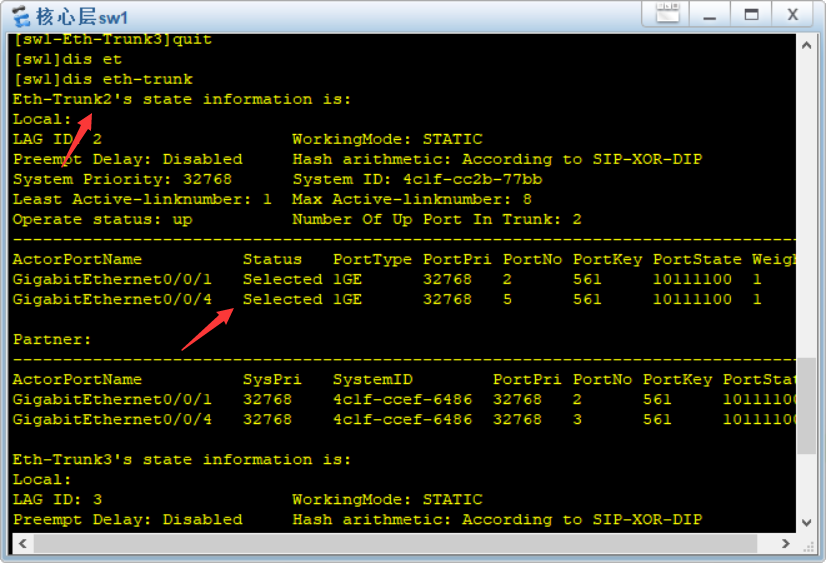 核心层sw1
[sw1-Eth-Trunk3]quit
[sw1]dis et
[sw1]dis eth-trunk
Eth-Trunk2's state information is:
Local:
LAG ID: 2 WorkingMode: STATIC
Preempt Delay: Disabled Hash arithmetic: According to SIP-XOR-DIP
System Priority: 32768 System ID: 4c1f-cc2b-77bb
Least Active-linknumber: 1 Max Active-linknumber: 8
Operate status: up Number Of Up Port In Trunk: 2
--------------------------------------------------------------------------------
ActorPortName Status PortType PortPri PortNo PortKey PortState Weigh
GigabitEthernet0/0/1 Selected 1GE 32768 2 561 10111100 1
GigabitEthernet0/0/4 Selected 1GE 32768 5 561 10111100 1
Partner:
--------------------------------------------------------------------------------
ActorPortName SysPri SystemID PortPri PortNo PortKey PortStat
GigabitEthernet0/0/1 32768 4c1f-ccef-6486 32768 2 561 10111100
GigabitEthernet0/0/4 32768 4c1f-ccef-6486 32768 3 561 10111100
Eth-Trunk3's state information is:
Local:
LAG ID: 3 WorkingMode: STATIC
Preempt Delay: Disabled Hash arithmetic: According to SIP-XOR-DIP